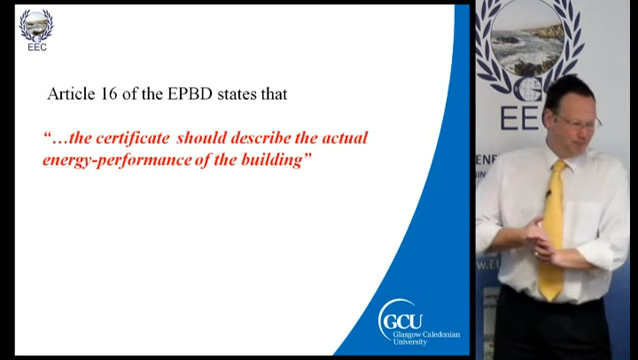 EEC
Article 16 of the EPBD states that
“…the certificate should describe the actual
energy-performance of the building”
GCU
Glasgow Caledonian
University
EE